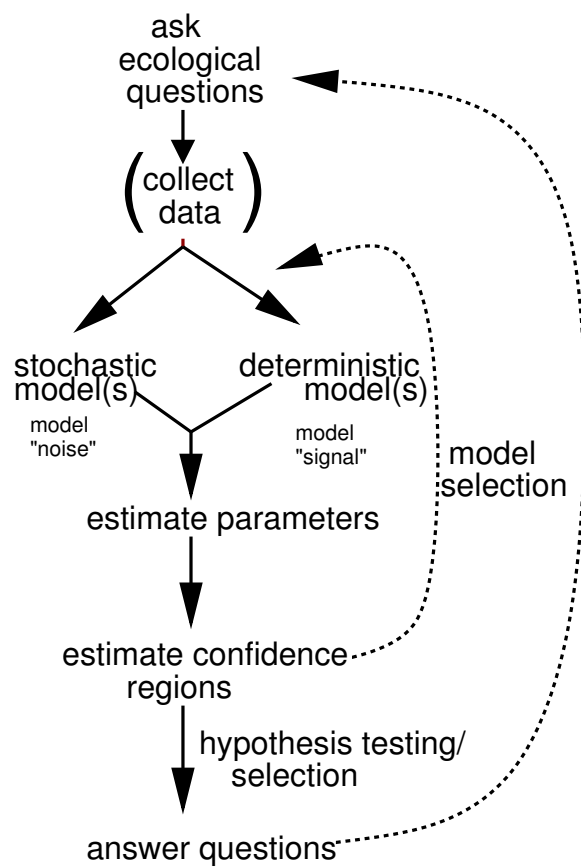 ask
ecological
questions
( collect
data )
stochastic
model(s)
deterministic
model(s)
model
"noise"
model
"signal"
model
selection
estimate parameters
estimate confidence
regions
hypothesis testing/
selection
answer questions